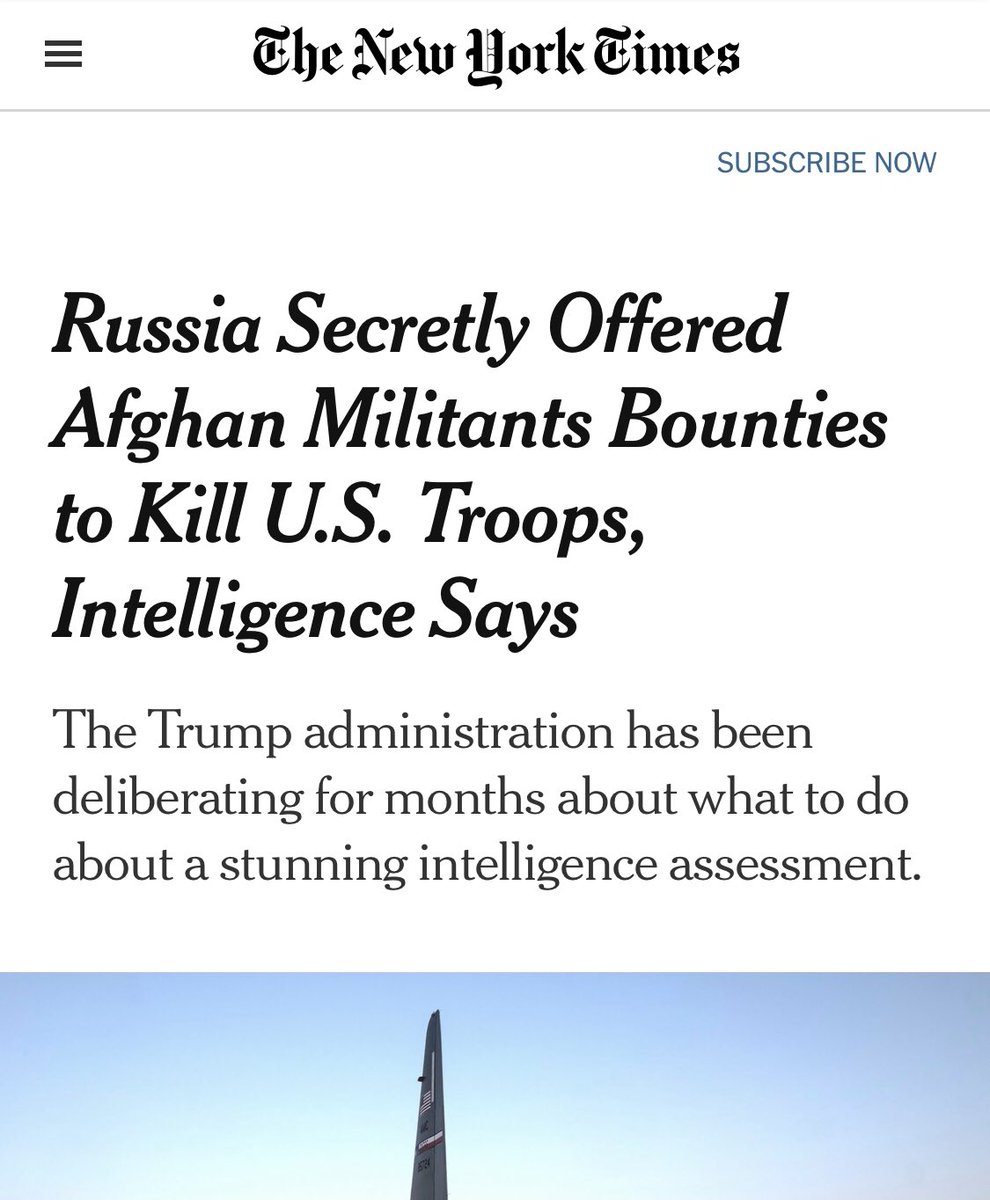 The New York Times
SUBSCRIBE NOW
Russia Secretly Offered
Afghan Militants Bounties
to Kill U.S. Troops,
Intelligence Says
The Trump administration has been
deliberating for months about what to do
about a stunning intelligence assessment.